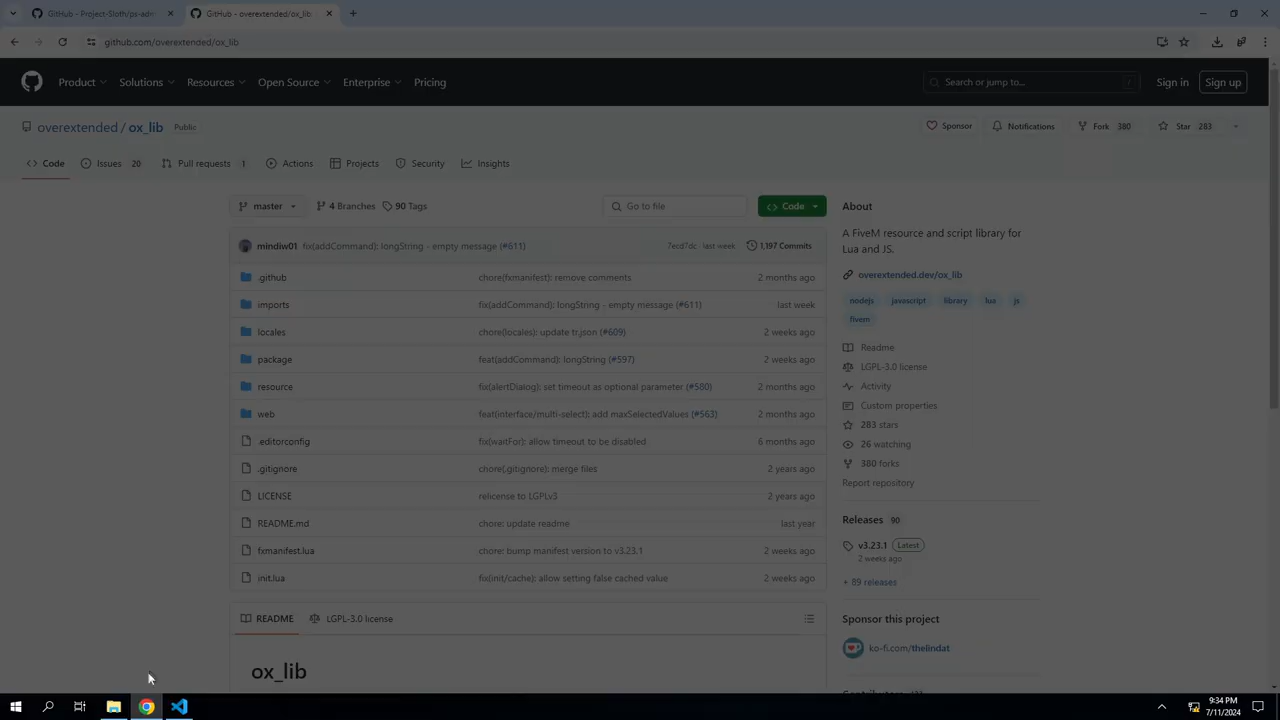 GitHub - Project-Sloth/ps-adm
GitHub - overextended/ox_lib
github.com/overextended/ox_lib
Product Solutions Resources Open Source Enterprise Pricing
Search or jump to... /
Sign in Sign up
overextended / ox_lib Public
Sponsor Notifications Fork 380 Star 283
Code Issues 20 Pull requests 1 Actions Projects Security Insights
master 4 Branches 90 Tags Go to file Code
mindiw01 fix(addCommand): longString - empty message (#611) 7ecd7dc · last week 1,197 Commits
.github chore(fxmanifest): remove comments 2 months ago
imports fix(addCommand): longString - empty message (#611) last week
locales chore(locales): update tr.json (#609) 2 weeks ago
package feat(addCommand): longString (#597) 2 weeks ago
resource fix(alertDialog): set timeout as optional parameter (#580) 2 months ago
web feat(interface/multi-select): add maxSelectedValues (#563) 2 months ago
.editorconfig fix(waitFor): allow timeout to be disabled 6 months ago
.gitignore chore(.gitignore): merge files 2 years ago
LICENSE relicense to LGPLv3 2 years ago
README.md chore: update readme last year
fxmanifest.lua chore: bump manifest version to v3.23.1 2 weeks ago
init.lua fix(init/cache): allow setting false cached value 2 weeks ago
README LGPL-3.0 license
ox_lib
About
A FiveM resource and script library for
Lua and JS.
overextended.dev/ox_lib
nodejs javascript library lua js
fivem
Readme
LGPL-3.0 license
Activity
Custom properties
283 stars
26 watching
380 forks
Report repository
Releases 90
v3.23.1 Latest
2 weeks ago
+ 89 releases
Sponsor this project
ko-fi.com/thelindat
9:34 PM
7/11/2024